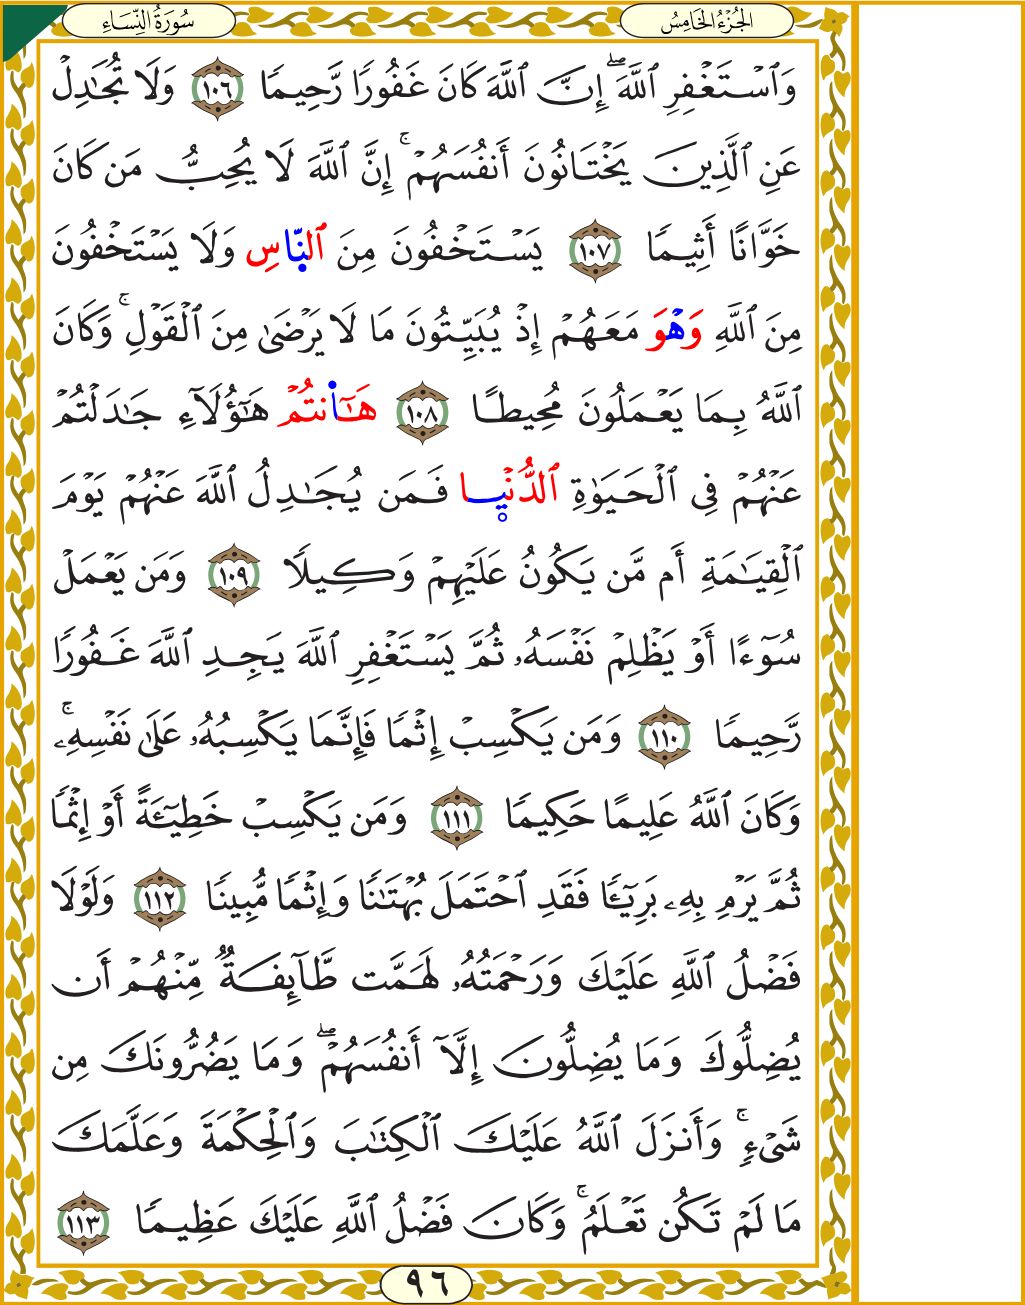 الجُزْءُ الخَامِسُ
سُورَةُ النِّسَاءِ
وَٱسْتَغْفِرِ ٱللَّهَۖ إِنَّ ٱللَّهَ كَانَ غَفُورًا رَّحِيمًا ١٠٦ وَلَا تُجَٰدِلْ
عَنِ ٱلَّذِينَ يَخْتَانُونَ أَنفُسَهُمْۚ إِنَّ ٱللَّهَ لَا يُحِبُّ مَن كَانَ
خَوَّانًا أَثِيمًا ١٠٧ يَسْتَخْفُونَ مِنَ ٱلنَّاسِ وَلَا يَسْتَخْفُونَ
مِنَ ٱللَّهِ وَهْوَ مَعَهُمْ إِذْ يُبَيِّتُونَ مَا لَا يَرْضَىٰ مِنَ ٱلْقَوْلِۚ وَكَانَ
ٱللَّهُ بِمَا يَعْمَلُونَ مُحِيطًا ١٠٨ هَٰٓا۬نتُمْ هَٰٓؤُلَآءِ جَٰدَلْتُمْ
عَنْهُمْ فِي ٱلْحَيَوٰةِ ٱلدُّنْيَا فَمَن يُجَٰدِلُ ٱللَّهَ عَنْهُمْ يَوْمَ
ٱلْقِيَٰمَةِ أَم مَّن يَكُونُ عَلَيْهِمْ وَكِيلًا ١٠٩ وَمَن يَعْمَلْ
سُوٓءًا أَوْ يَظْلِمْ نَفْسَهُۥ ثُمَّ يَسْتَغْفِرِ ٱللَّهَ يَجِدِ ٱللَّهَ غَفُورًا
رَّحِيمًا ١١٠ وَمَن يَكْسِبْ إِثْمًا فَإِنَّمَا يَكْسِبُهُۥ عَلَىٰ نَفْسِهِۦۚ
وَكَانَ ٱللَّهُ عَلِيمًا حَكِيمًا ١١١ وَمَن يَكْسِبْ خَطِيٓـَٔةً أَوْ إِثْمًا
ثُمَّ يَرْمِ بِهِۦ بَرِيٓـًٔا فَقَدِ ٱحْتَمَلَ بُهْتَٰنًا وَإِثْمًا مُّبِينًا ١١٢ وَلَوْلَا
فَضْلُ ٱللَّهِ عَلَيْكَ وَرَحْمَتُهُۥ لَهَمَّت طَّآئِفَةٌ مِّنْهُمْ أَن
يُضِلُّوكَ وَمَا يُضِلُّونَ إِلَّآ أَنفُسَهُمْۖ وَمَا يَضُرُّونَكَ مِن
شَيْءٍۚ وَأَنزَلَ ٱللَّهُ عَلَيْكَ ٱلْكِتَٰبَ وَٱلْحِكْمَةَ وَعَلَّمَكَ
مَا لَمْ تَكُن تَعْلَمُۚ وَكَانَ فَضْلُ ٱللَّهِ عَلَيْكَ عَظِيمًا ١١٣
٩٦